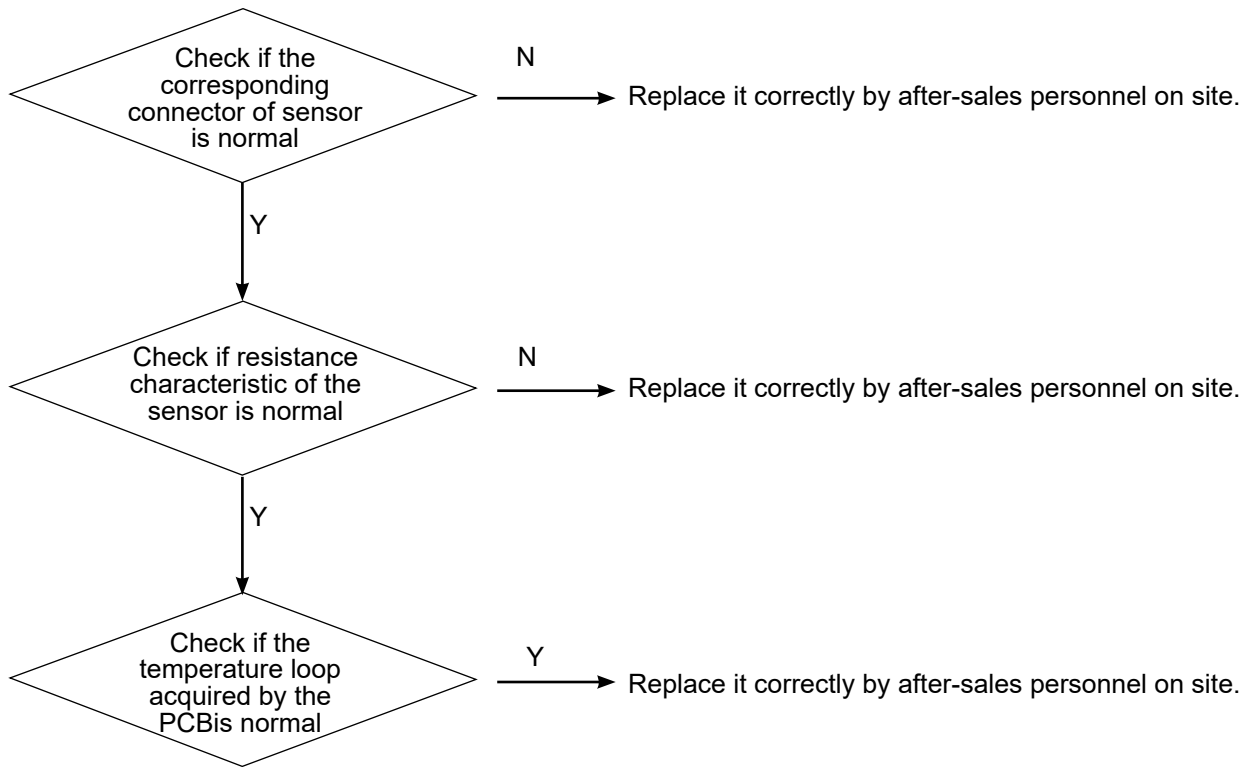 Check if the
corresponding
connector of sensor
is normal
N
Replace it correctly by after-sales personnel on site.
Y
Check if resistance
characteristic of the
sensor is normal
N
Replace it correctly by after-sales personnel on site.
Y
Check if the
temperature loop
acquired by the
PCBis normal
Y
Replace it correctly by after-sales personnel on site.